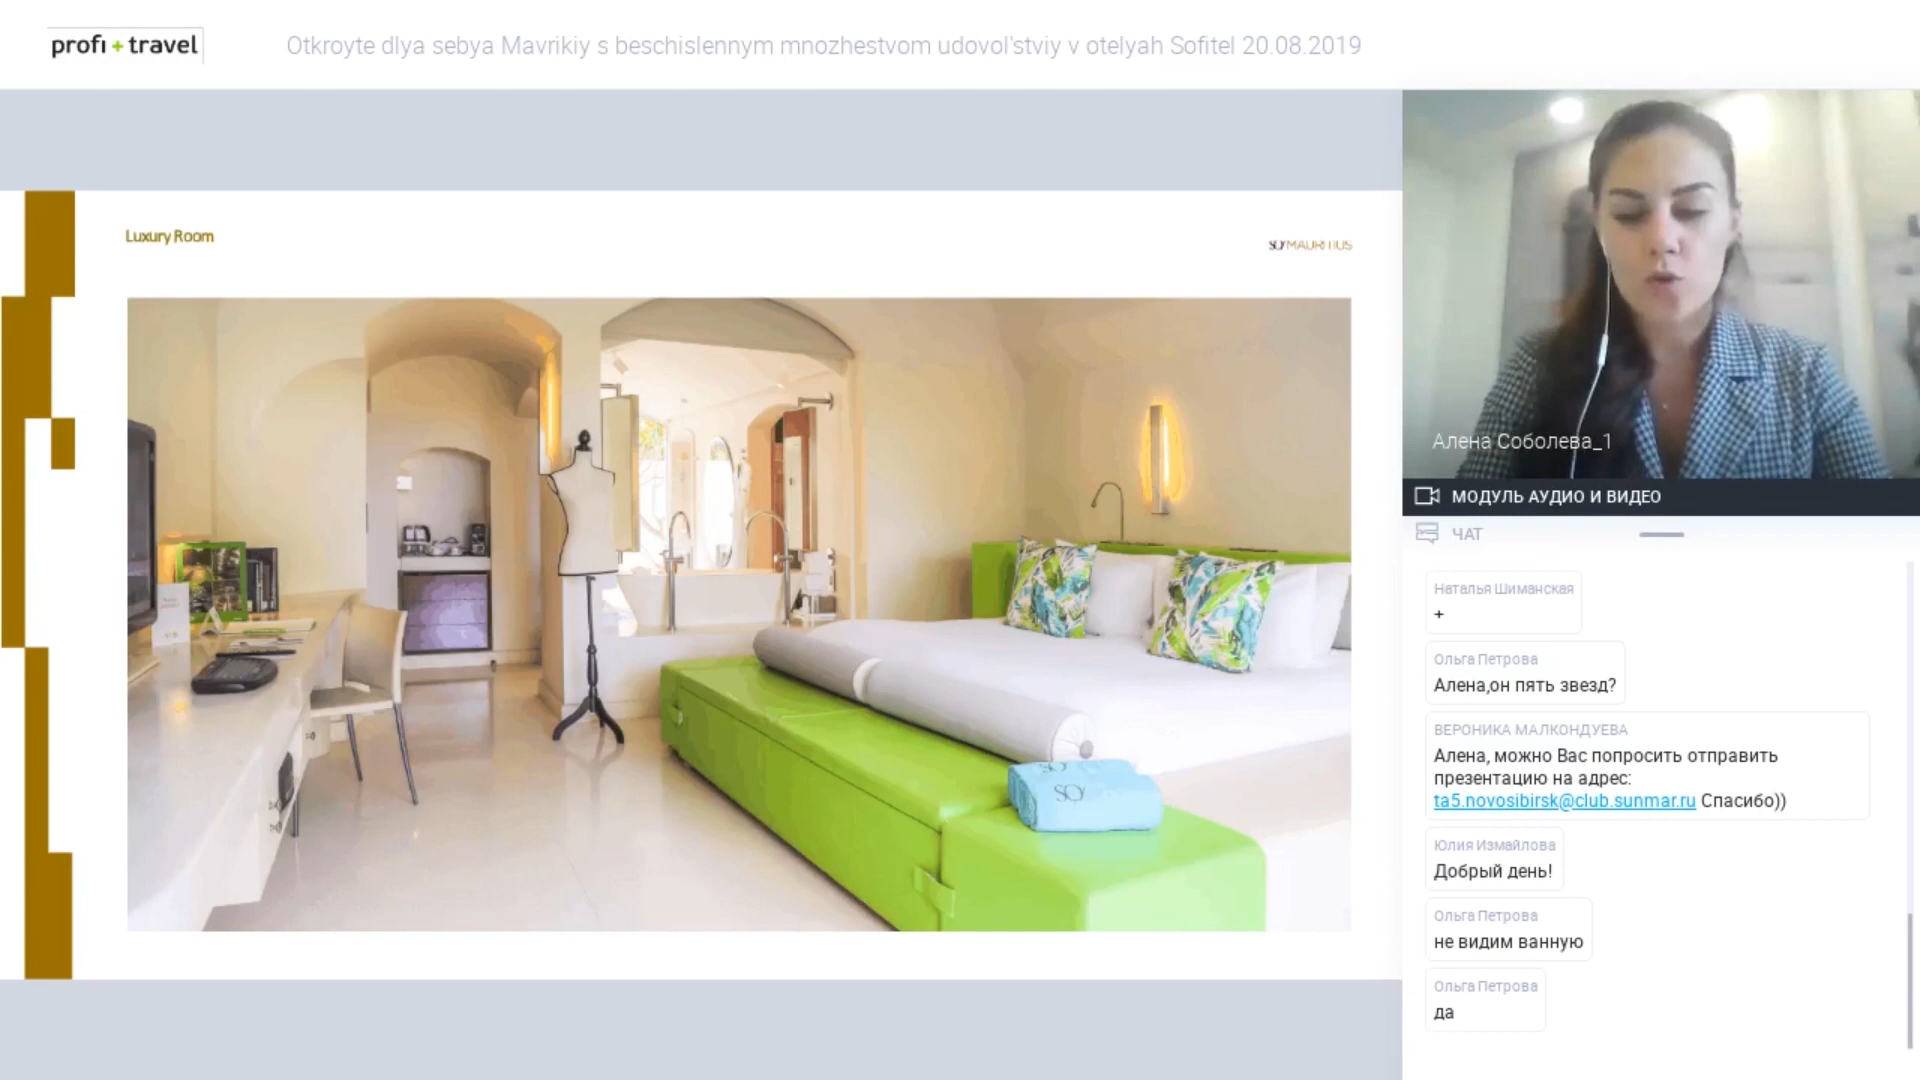 profi + travel
Otkroyte dlya sebya Mavrikiy s beschislennym mnozhestvom udovol'stviy v otelyah Sofitel 20.08.2019
Luxury Room
SO/ MAURITIUS
SO/
Алена Соболева_1
МОДУЛЬ АУДИО И ВИДЕО
ЧАТ
Наталья Шиманская
+
Ольга Петрова
Алена,он пять звезд?
ВЕРОНИКА МАЛКОНДУЕВА
Алена, можно Вас попросить отправить
презентацию на адрес:
ta5.novosibirsk@club.sunmar.ru Спасибо))
Юлия Измайлова
Добрый день!
Ольга Петрова
не видим ванную
Ольга Петрова
да